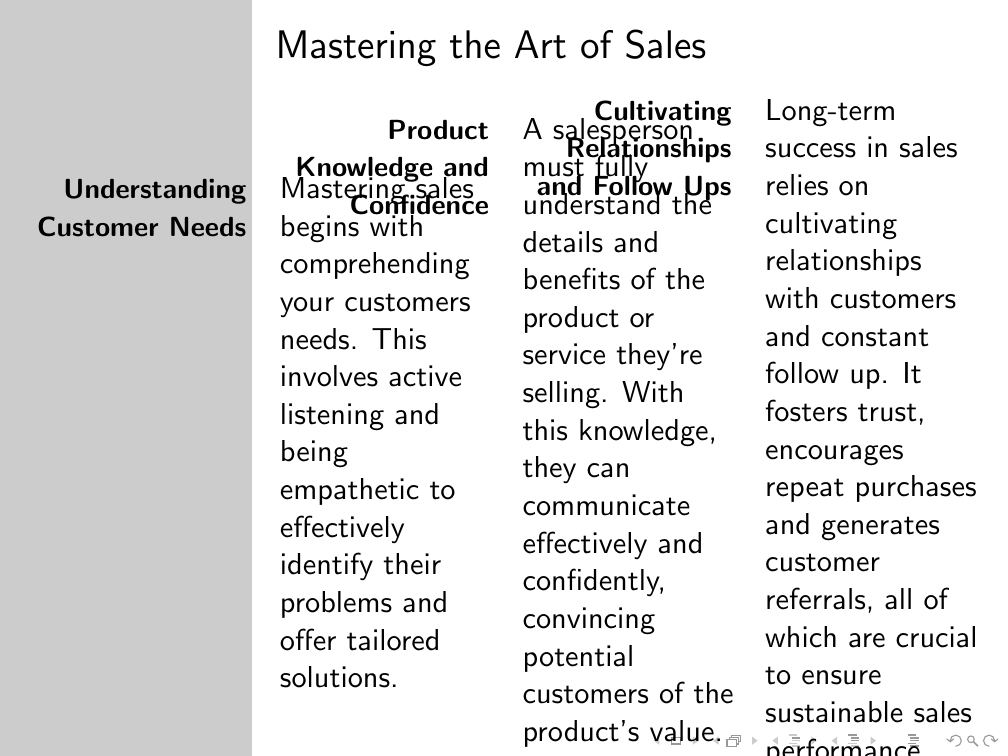 Mastering the Art of Sales
Understanding
Customer Needs
Mastering sales
begins with
comprehending
your customers
needs. This
involves active
listening and
being
empathetic to
effectively
identify their
problems and
offer tailored
solutions.
Product
Knowledge and
Confidence
A salesperson
must fully
understand the
details and
benefits of the
product or
service they're
selling. With
this knowledge,
they can
communicate
effectively and
confidently,
convincing
potential
customers of the
product's value.
Cultivating
Relationships
and Follow Ups
Long-term
success in sales
relies on
cultivating
relationships
with customers
and constant
follow up. It
fosters trust,
encourages
repeat purchases
and generates
customer
referrals, all of
which are crucial
to ensure
sustainable sales
performance